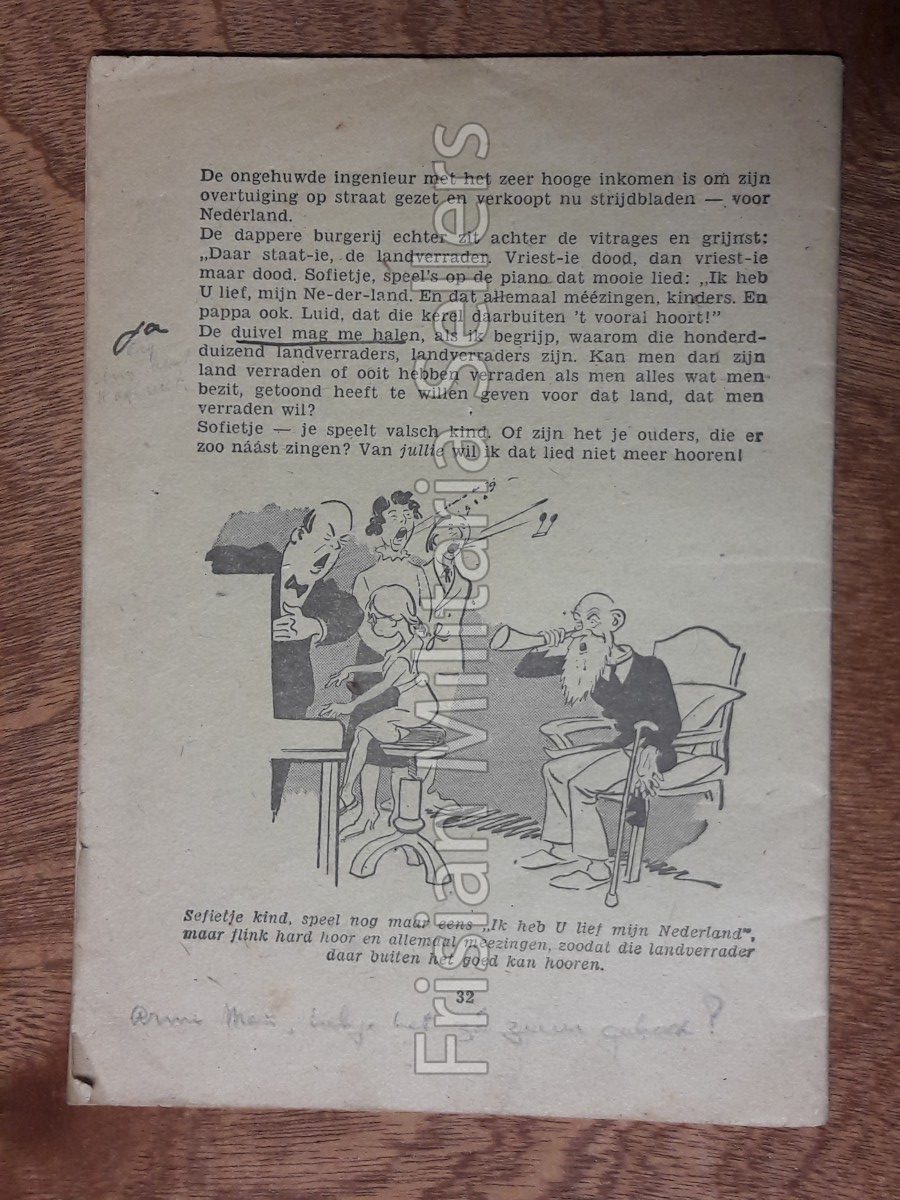 De ongehuwde ingenieur met het zeer hooge inkomen is om zijn
overtuiging op straat gezet en verkoopt nu strijdbladen — voor
Nederland.
De dappere burgerij echter zit achter de vitrages en grijnst:
„Daar staat-ie, de landverrader. Vriest-ie dood, dan vriest-ie
maar dood. Sofietje, speel's op de piano dat mooie lied: „Ik heb
U lief, mijn Ne-der-land. En dat allemaal méézingen, kinders. En
pappa ook. Luid, dat die kerel daarbuiten 't vooral hoort!"
ja
De duivel mag me halen, als ik begrijp, waarom die honderd-
duizend landverraders, landverraders zijn. Kan men dan zijn
land verraden of ooit hebben verraden als men alles wat men
bezit, getoond heeft te willen geven voor dat land, dat men
verraden wil?
Sofietje — je speelt valsch kind. Of zijn het je ouders, die er
zoo náást zingen? Van jullie wil ik dat lied niet meer hooren!
Sefietje kind, speel nog maar eens „Ik heb U lief mijn Nederland",
maar flink hard hoor en allemaal meezingen, zoodat die landverrader
daar buiten het goed kan hooren.
32
Frisian Militaria Sellers